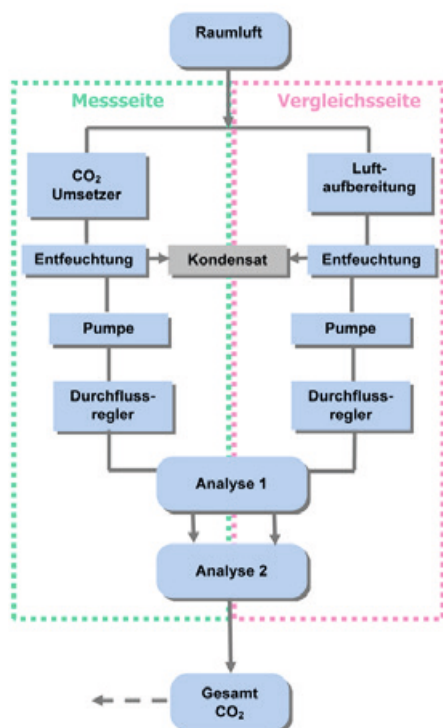 Raumluft
Messseite
Vergleichsseite
CO₂
Umsetzer
Luft-
aufbereitung
Entfeuchtung
Kondensat
Entfeuchtung
Pumpe
Pumpe
Durchfluss-
regler
Durchfluss-
regler
Analyse 1
Analyse 2
Gesamt
CO₂